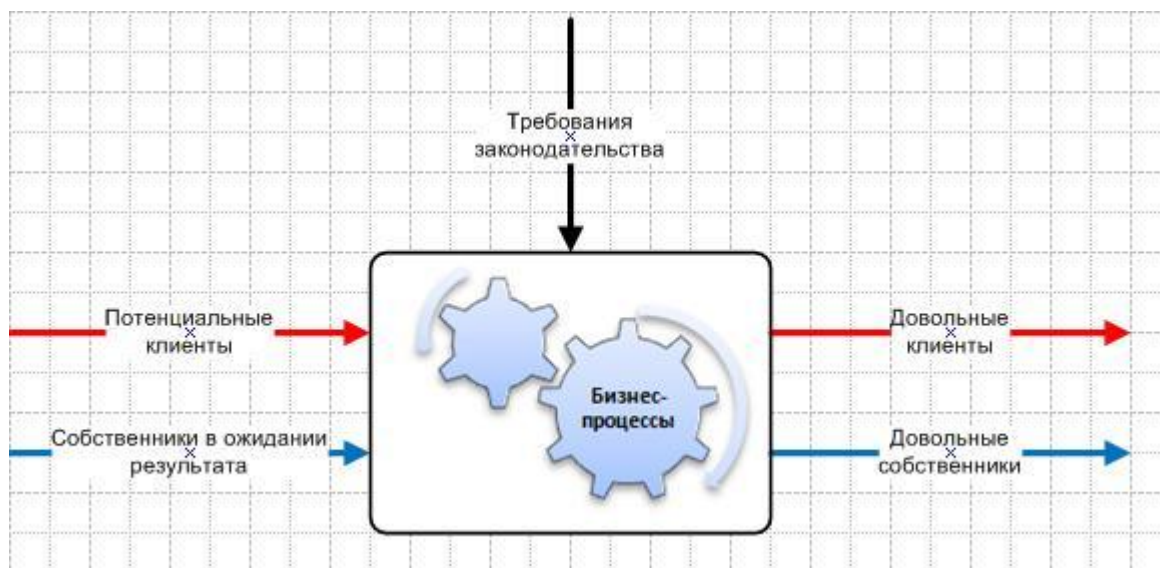 Требования
законодательства
Потенциальные
клиенты
Довольные
клиенты
Бизнес-
процессы
Собственники в ожидании
результата
Довольные
собственники